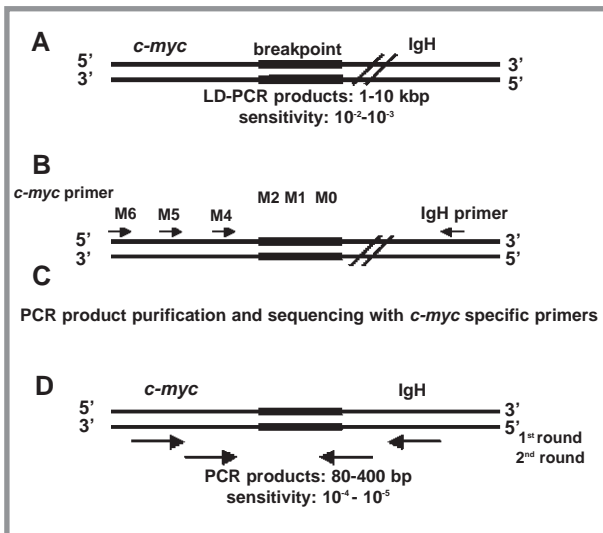 A
c-myc breakpoint IgH
5’ 3’
3’ 5’
LD-PCR products: 1-10 kbp
sensitivity: 10-2-10-3
B
c-myc primer M2 M1 M0
M6 M5 M4 IgH primer
5’ 3’
3’ 5’
C
PCR product purification and sequencing with c-myc specific primers
D
c-myc IgH
5’ 3’
3’ 5’
1st round
2nd round
PCR products: 80-400 bp
sensitivity: 10-4 - 10-5